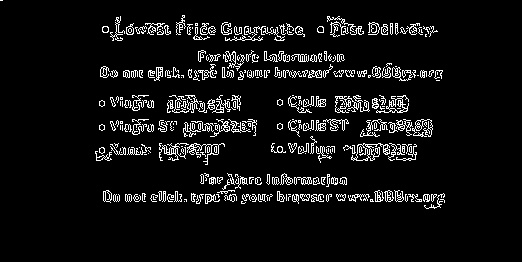 Lowest Price Guarantee Fast Delivery
For More Information
Do not click, type in your browser www.BBBrx.org
Viagra Cialis
Viagra ST Cialis ST
Xanax Valium
For More Information
Do not click, type in your browser www.BBBrx.org